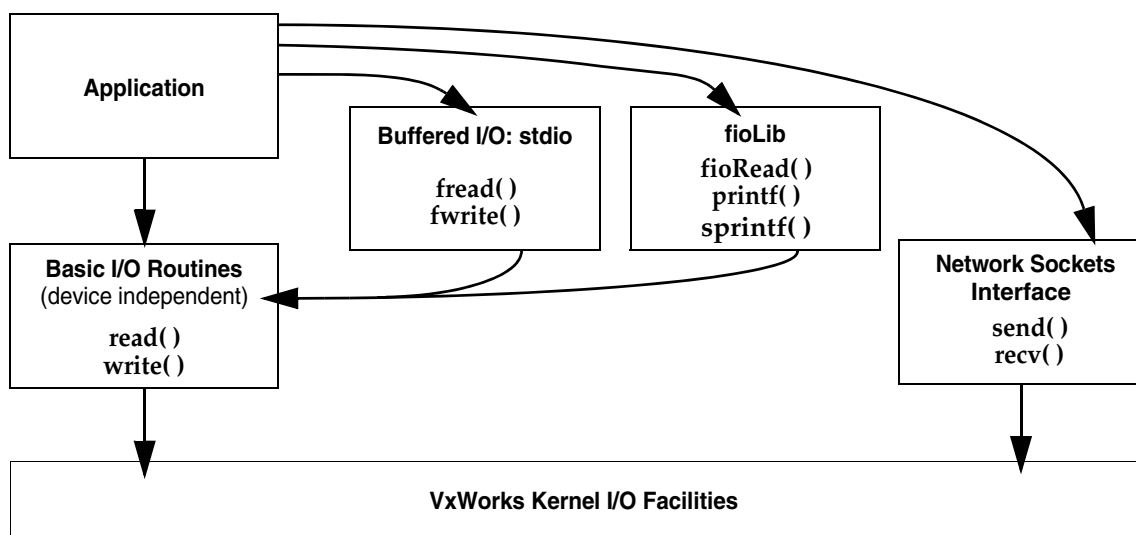 Application
Buffered I/O: stdio
fread( )
fwrite( )
fioLib
fioRead( )
printf( )
sprintf( )
Basic I/O Routines
(device independent)
read( )
write( )
Network Sockets
Interface
send( )
recv( )
VxWorks Kernel I/O Facilities